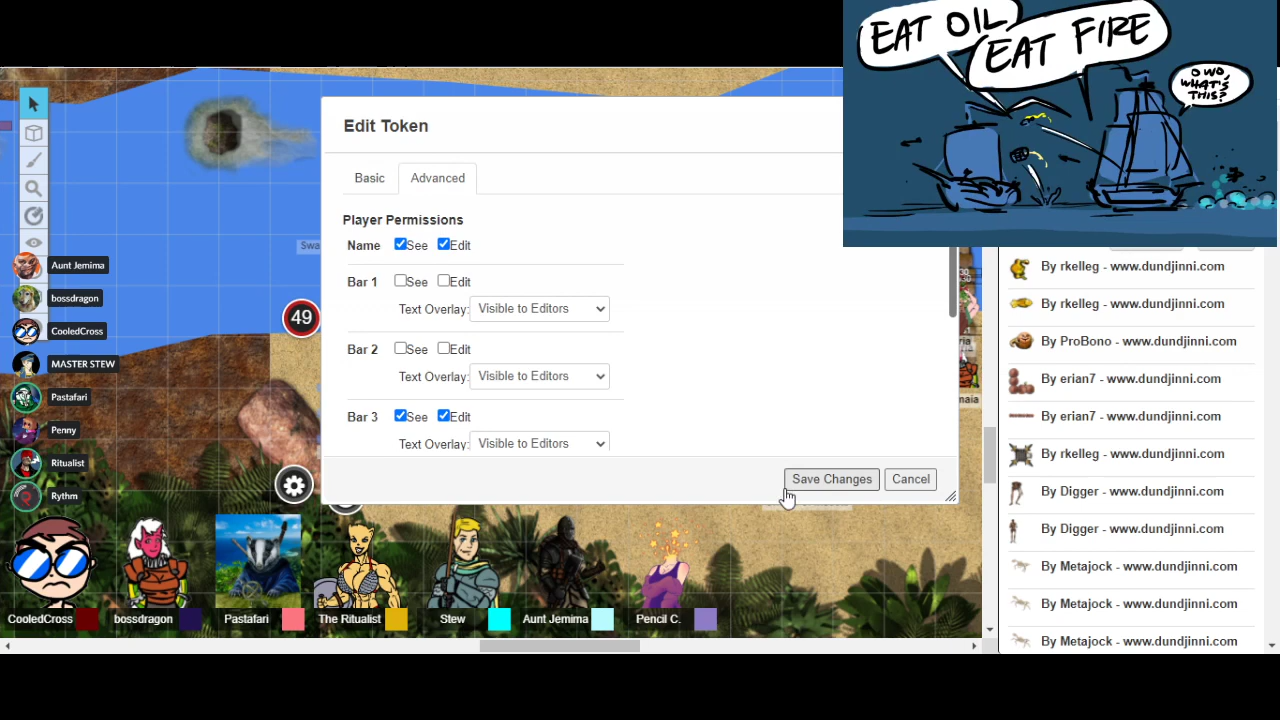 EAT OIL
EAT FIRE
OWO,
WHAT'S
THIS?
Edit Token
Basic
Advanced
Player Permissions
Name
See
Edit
Bar 1
See
Edit
Text Overlay:
Visible to Editors
Bar 2
See
Edit
Text Overlay:
Visible to Editors
Bar 3
See
Edit
Text Overlay:
Visible to Editors
Save Changes
Cancel
Swa
49
Aunt Jemima
bossdragon
CooledCross
MASTER STEW
Pastafari
Penny
Ritualist
Rythm
maia
By rkelleg - www.dundjinni.com
By rkelleg - www.dundjinni.com
By ProBono - www.dundjinni.com
By erian7 - www.dundjinni.com
By erian7 - www.dundjinni.com
By rkelleg - www.dundjinni.com
By Digger - www.dundjinni.com
By Digger - www.dundjinni.com
By Metajock - www.dundjinni.com
By Metajock - www.dundjinni.com
By Metajock - www.dundjinni.com
CooledCross
bossdragon
Pastafari
The Ritualist
Stew
Aunt Jemima
Pencil C.